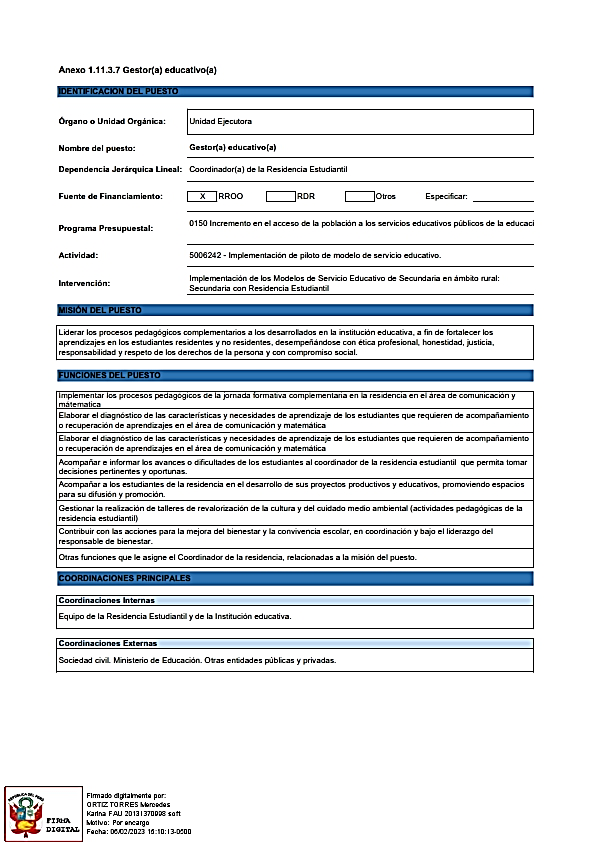 Anexo 1.11.3.7 Gestor(a) educativo(a)
IDENTIFICACION DEL PUESTO
Órgano o Unidad Orgánica: Unidad Ejecutora
Nombre del puesto: Gestor(a) educativo(a)
Dependencia Jerárquica Lineal: Coordinador(a) de la Residencia Estudiantil
Fuente de Financiamiento: X RROO RDR Otros Especificar:
Programa Presupuestal: 0150 Incremento en el acceso de la población a los servicios educativos públicos de la educaci
Actividad: 5006242 - Implementación de piloto de modelo de servicio educativo.
Intervención: Implementación de los Modelos de Servicio Educativo de Secundaria en ámbito rural:
Secundaria con Residencia Estudiantil
MISIÓN DEL PUESTO
Liderar los procesos pedagógicos complementarios a los desarrollados en la institución educativa, a fin de fortalecer los
aprendizajes en los estudiantes residentes y no residentes, desempeñándose con ética profesional, honestidad, justicia,
responsabilidad y respeto de los derechos de la persona y con compromiso social.
FUNCIONES DEL PUESTO
Implementar los procesos pedagógicos de la jornada formativa complementaria en la residencia en el área de comunicación y
mátematica
Elaborar el diagnóstico de las características y necesidades de aprendizaje de los estudiantes que requieren de acompañamiento
o recuperación de aprendizajes en el área de comunicación y matemática
Elaborar el diagnóstico de las características y necesidades de aprendizaje de los estudiantes que requieren de acompañamiento
o recuperación de aprendizajes en el área de comunicación y matemática
Acompañar e informar los avances o dificultades de los estudiantes al coordinador de la residencia estudiantil que permita tomar
decisiones pertinentes y oportunas.
Acompañar a los estudiantes de la residencia en el desarrollo de sus proyectos productivos y educativos, promoviendo espacios
para su difusión y promoción.
Gestionar la realización de talleres de revalorización de la cultura y del cuidado medio ambiental (actividades pedagógicas de la
residencia estudiantil)
Contribuir con las acciones para la mejora del bienestar y la convivencia escolar, en coordinación y bajo el liderazgo del
responsable de bienestar.
Otras funciones que le asigne el Coordinador de la residencia, relacionadas a la misión del puesto.
COORDINACIONES PRINCIPALES
Coordinaciones Internas
Equipo de la Residencia Estudiantil y de la Institución educativa.
Coordinaciones Externas
Sociedad civil. Ministerio de Educación. Otras entidades públicas y privadas.
REPUBLICA DEL PERU
FIRMA
DIGITAL
Firmado digitalmente por:
ORTIZ TORRES Mercedes
Karina FAU 20131370998 soft
Motivo: Por encargo
Fecha: 06/02/2023 16:10:13-0500